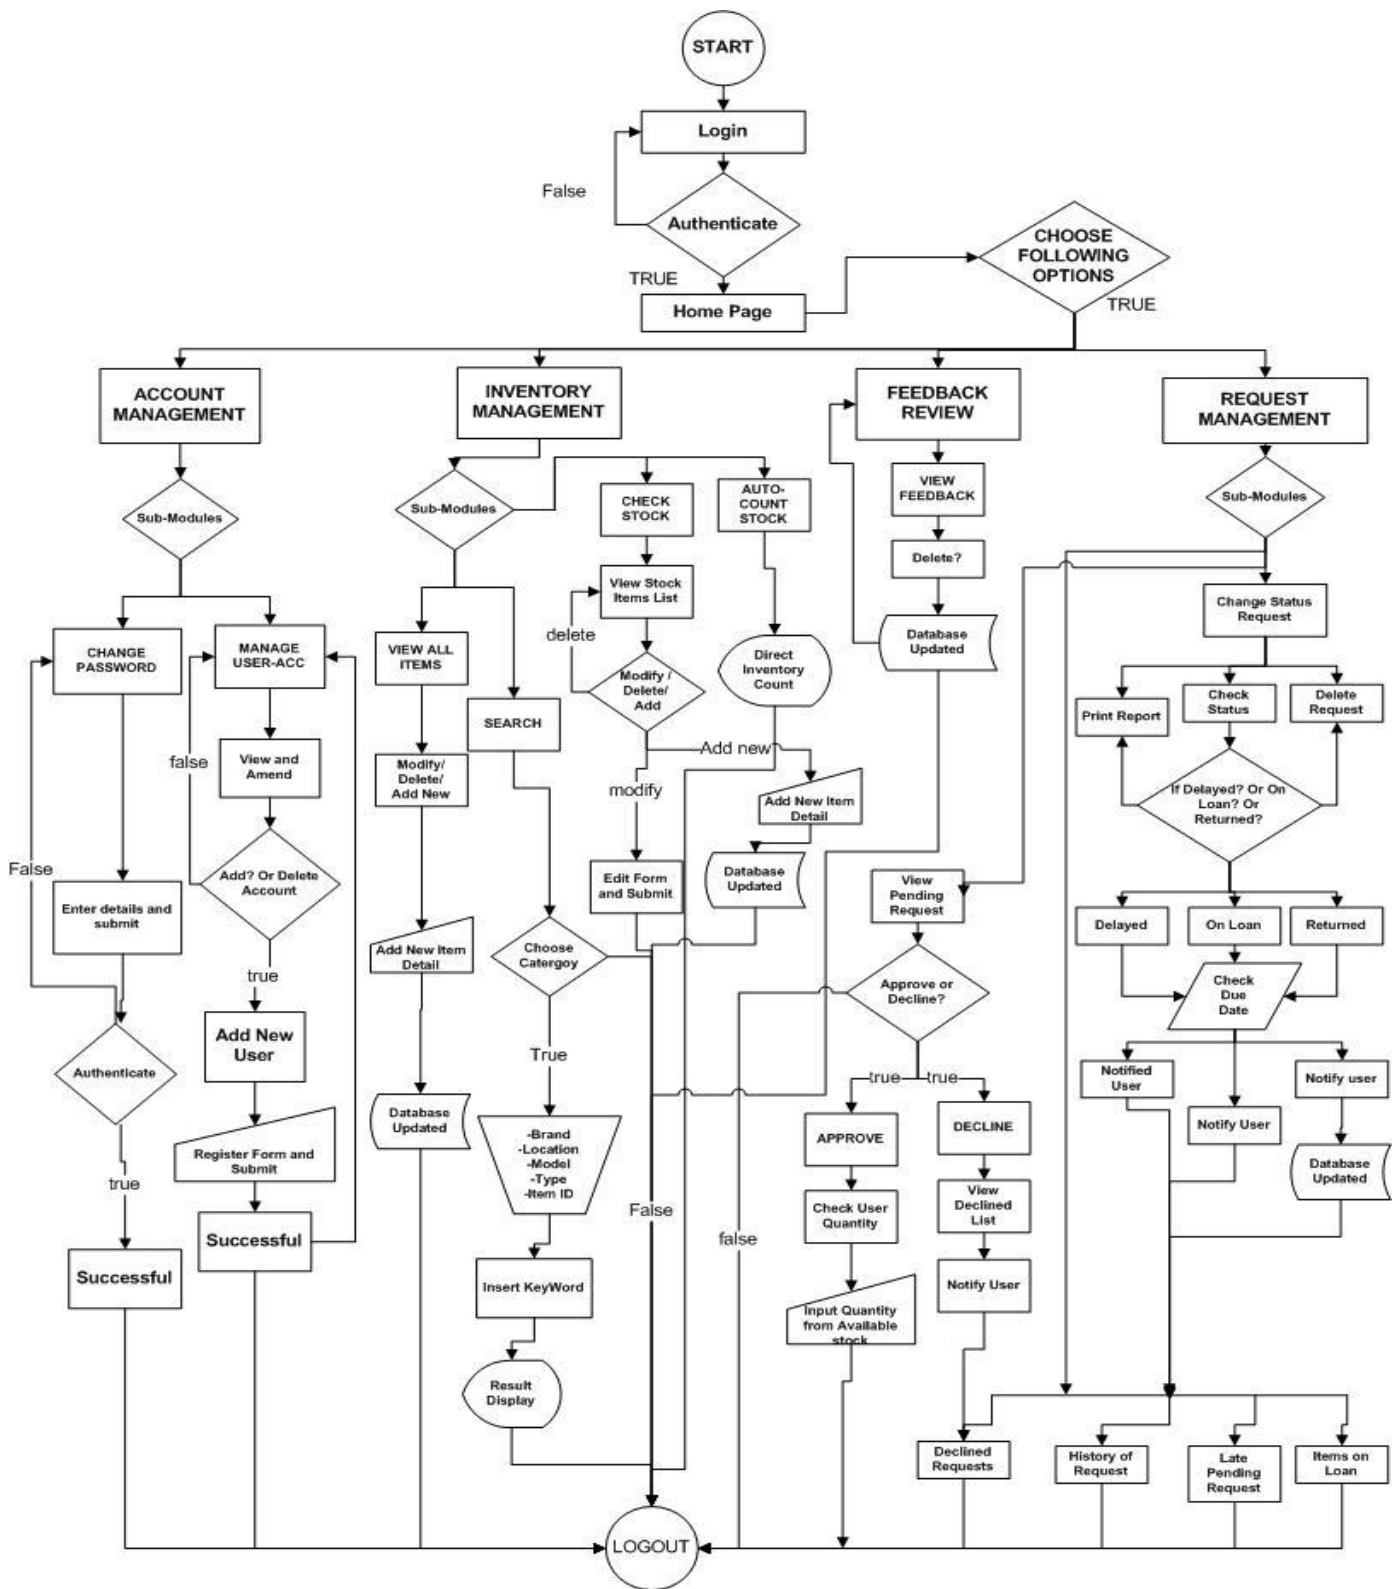 START
Login
False
Authenticate
TRUE
Home Page
CHOOSE
FOLLOWING
OPTIONS
TRUE
ACCOUNT
MANAGEMENT
INVENTORY
MANAGEMENT
FEEDBACK
REVIEW
REQUEST
MANAGEMENT
Sub-Modules
CHANGE
PASSWORD
MANAGE
USER-ACC
false
View and
Amend
False
Add? Or Delete
Account
Enter details and
submit
true
Add New
User
Authenticate
Register Form and
Submit
true
Successful
Successful
Sub-Modules
CHECK
STOCK
AUTO-
COUNT
STOCK
View Stock
Items List
delete
VIEW ALL
ITEMS
Modify /
Delete/
Add
Direct
Inventory
Count
SEARCH
Add new
Modify/
Delete/
Add New
modify
Add New Item
Detail
Edit Form
and Submit
Database
Updated
Add New Item
Detail
Choose
Catergoy
True
Database
Updated
-Brand
-Location
-Model
-Type
-Item ID
False
Insert KeyWord
Result
Display
VIEW
FEEDBACK
Delete?
Database
Updated
Sub-Modules
Change Status
Request
Print Report
Check
Status
Delete
Request
If Delayed? Or On
Loan? Or
Returned?
View
Pending
Request
Delayed
On Loan
Returned
Approve or
Decline?
Check
Due
Date
true
true
Notified
User
Notify User
Notify user
APPROVE
DECLINE
Database
Updated
Check User
Quantity
View
Declined
List
false
Notify User
Input Quantity
from Available
stock
Declined
Requests
History of
Request
Late
Pending
Request
Items on
Loan
LOGOUT